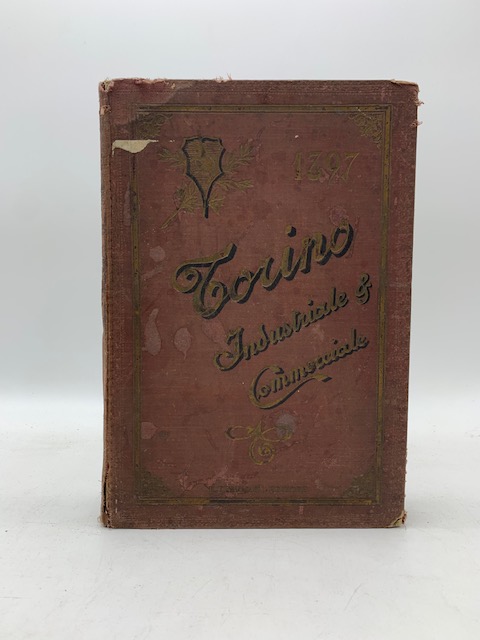 1897
Torino
Industriale &
Commerciale